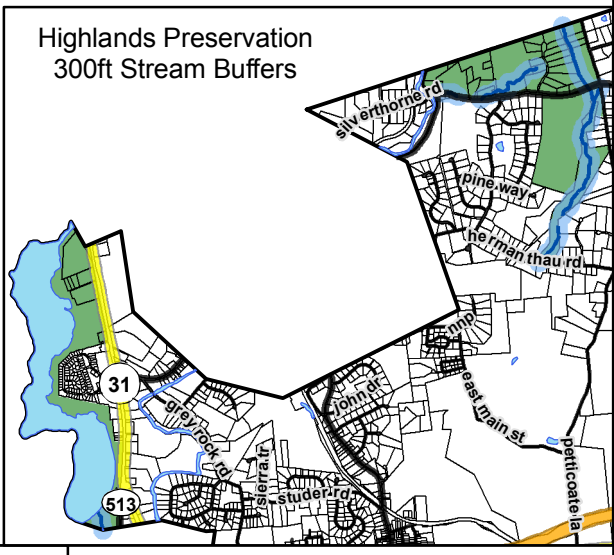 Highlands Preservation
300ft Stream Buffers
silverthorne rd
pine way
herman thau rd
nnp
31
john dr
grey rock rd
east main st
sierra tr
petticoate la
studer rd
513